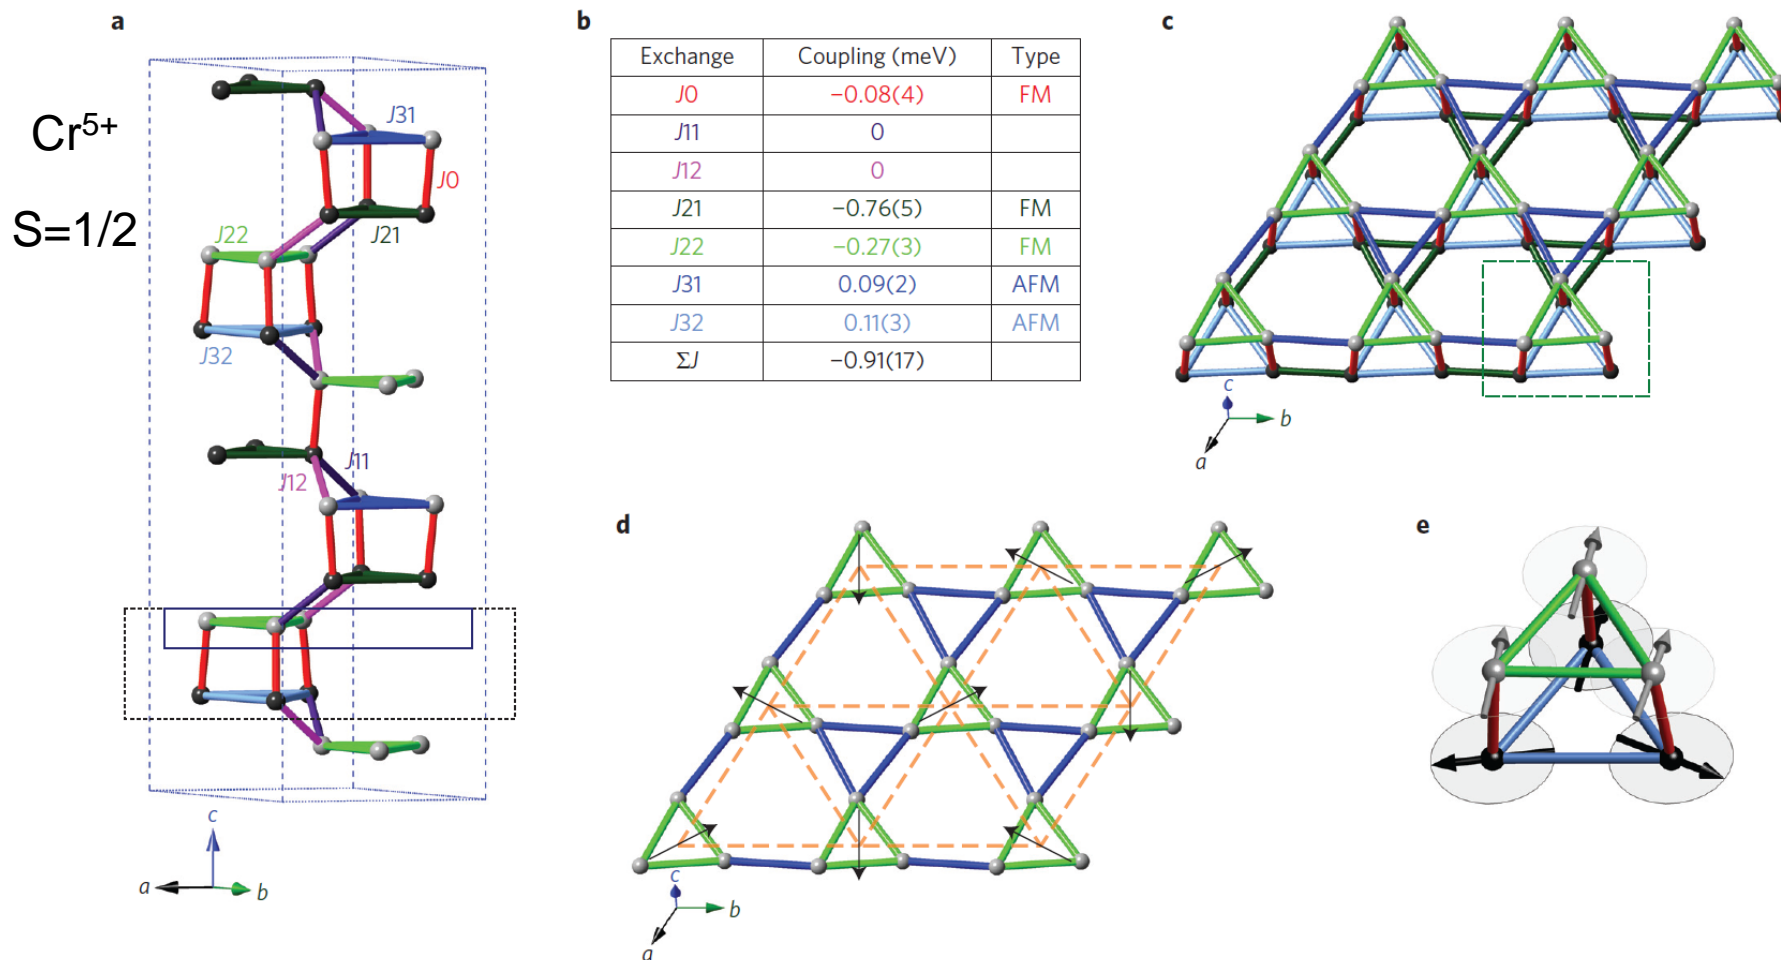 a
Cr5+
S=1/2
J31
J0
J21
J22
J32
J11
J12
c
a
b
b
Exchange Coupling (meV) Type
J0 −0.08(4) FM
J11 0
J12 0
J21 −0.76(5) FM
J22 −0.27(3) FM
J31 0.09(2) AFM
J32 0.11(3) AFM
ΣJ −0.91(17)
c
c
b
a
d
c
b
a
e